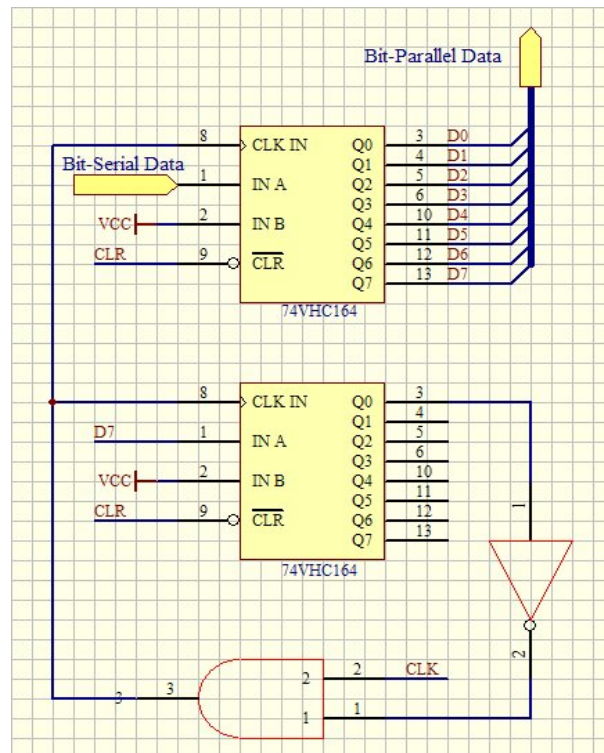 Bit-Parallel Data
8 CLK IN Q0 3 D0
Q1 4 D1
Bit-Serial Data 1 IN A Q2 5 D2
Q3 6 D3
VCC 2 IN B Q4 10 D4
Q5 11 D5
CLR 9 CLR Q6 12 D6
Q7 13 D7
74VHC164
8 CLK IN Q0 3
Q1 4
D7 1 IN A Q2 5
Q3 6
VCC 2 IN B Q4 10
Q5 11
CLR 9 CLR Q6 12
Q7 13
74VHC164
1
2
3 3 2 2 CLK
1 1